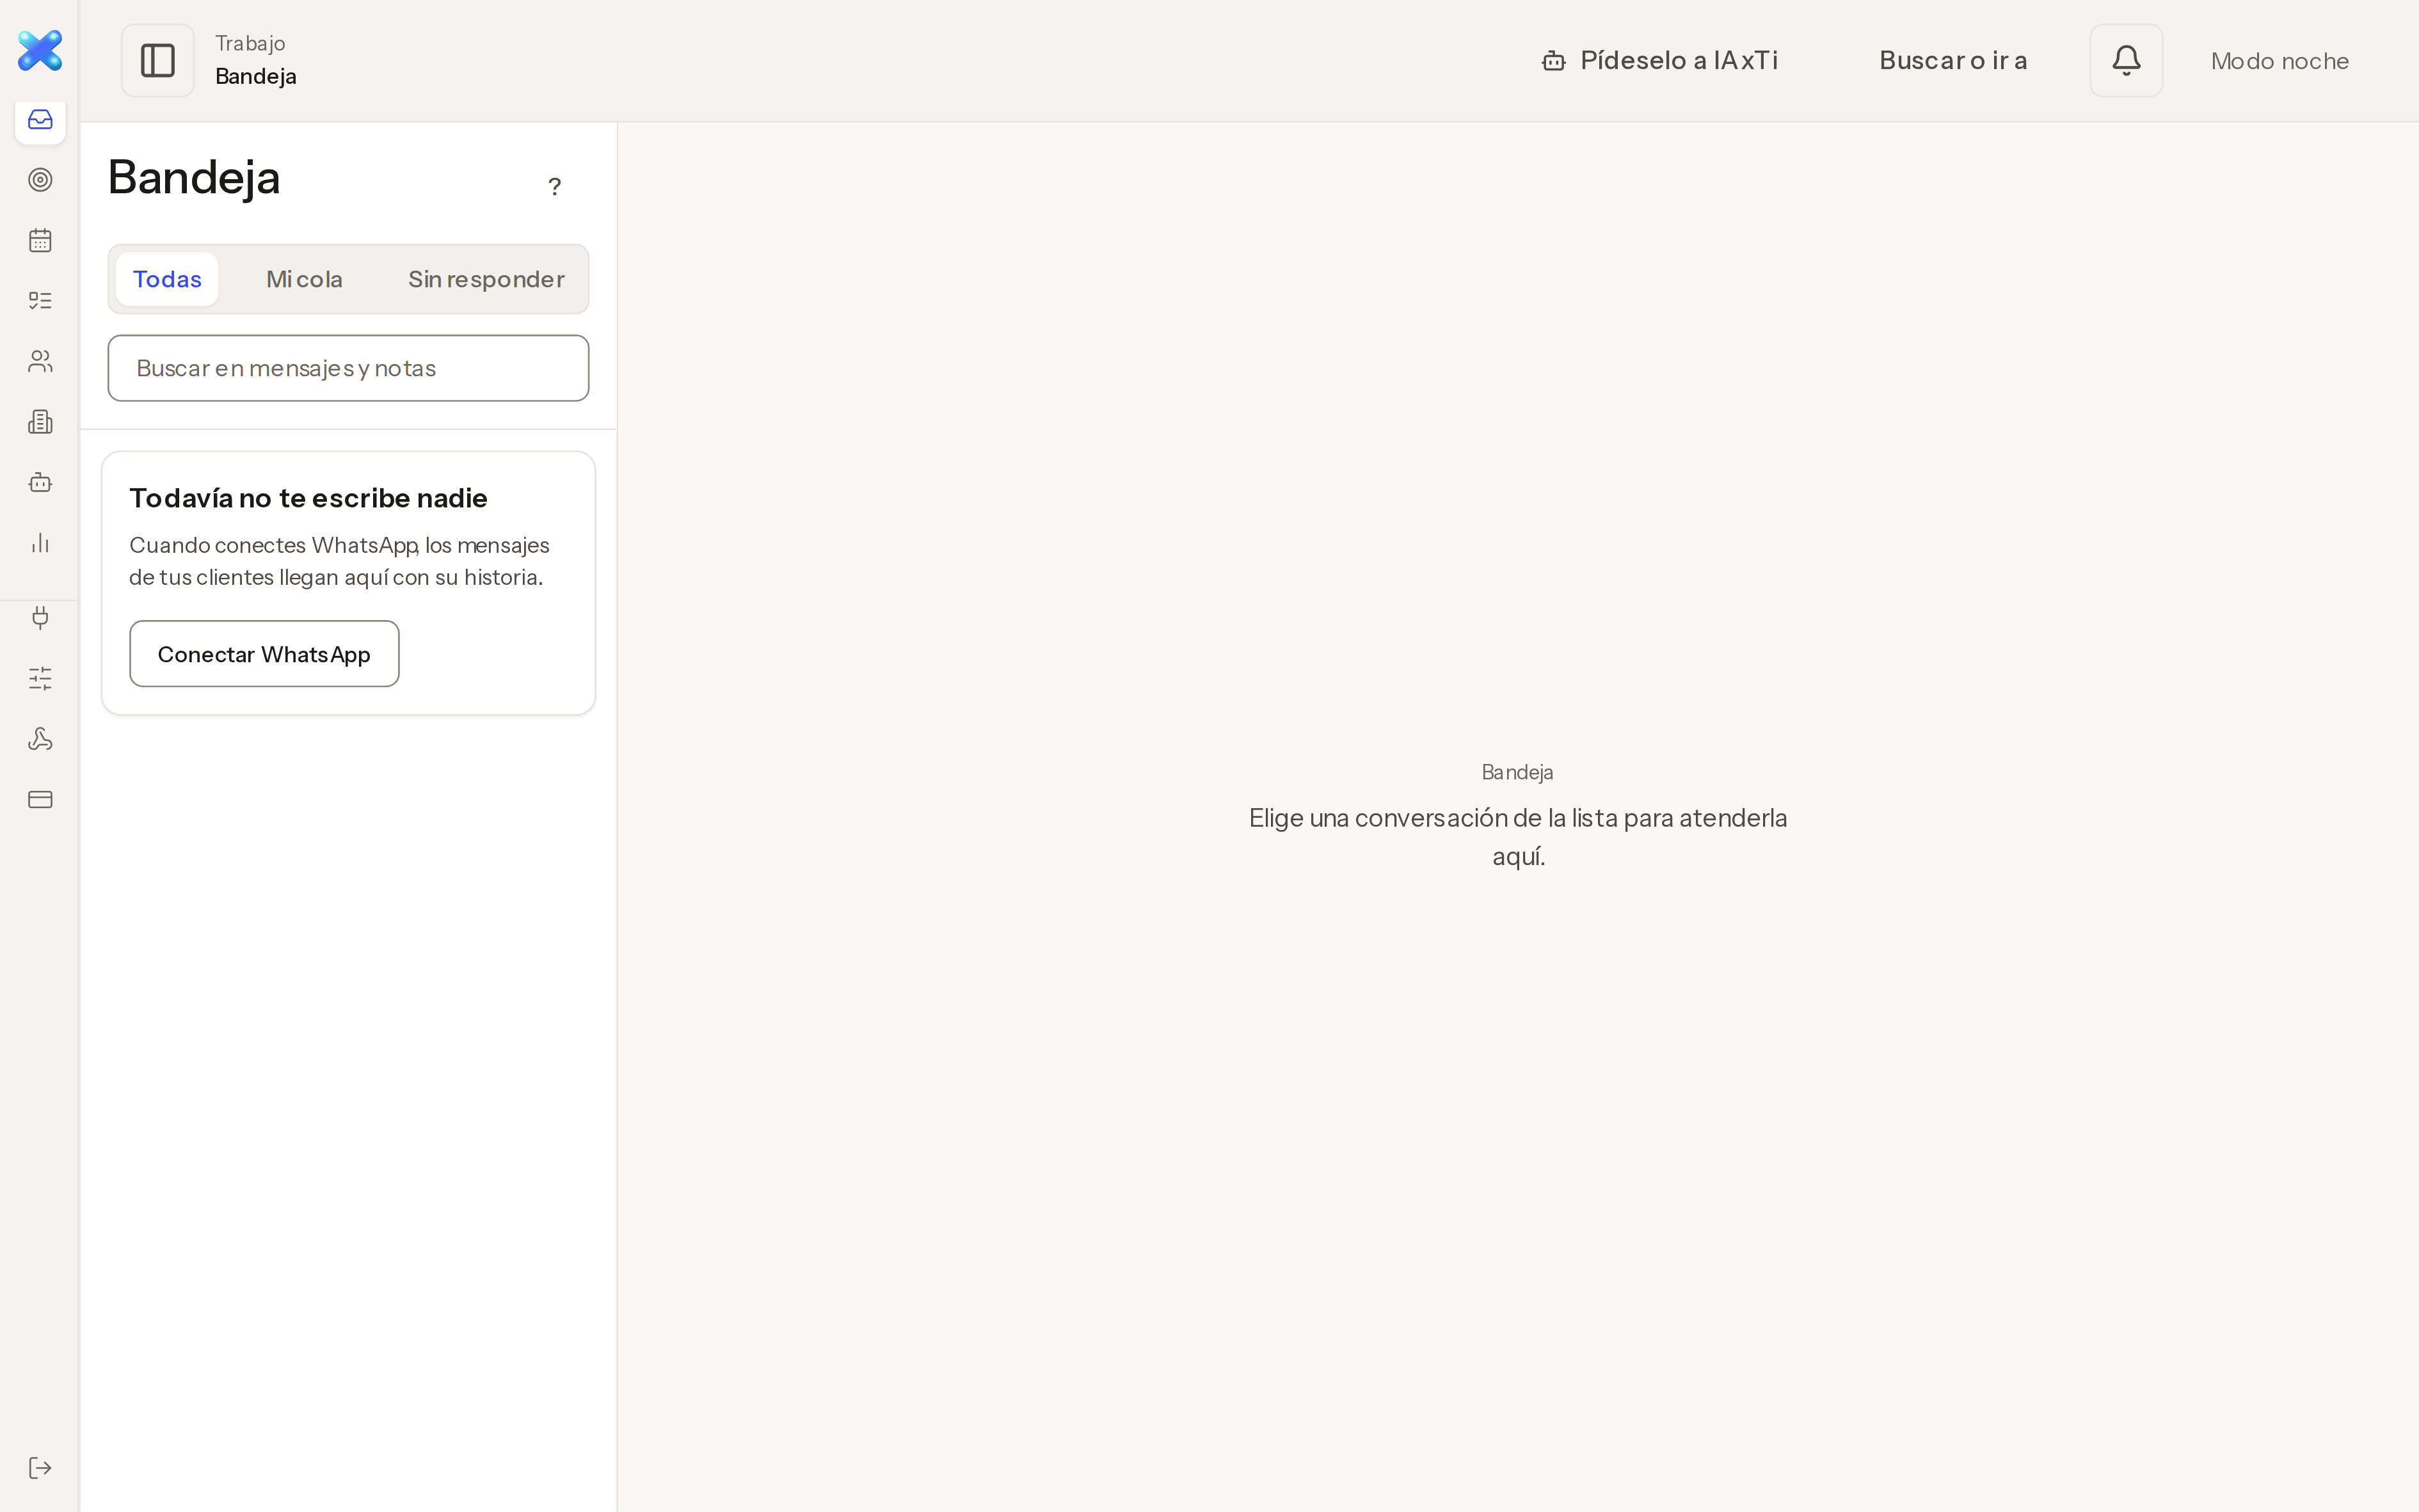 Trabajo
Bandeja
Pídeselo a IAxTi
Buscar o ir a
Modo noche
Bandeja
?
Todas
Mi cola
Sin responder
Buscar en mensajes y notas
Todavía no te escribe nadie
Cuando conectes WhatsApp, los mensajes
de tus clientes llegan aquí con su historia.
Conectar WhatsApp
Bandeja
Elige una conversación de la lista para atenderla
aquí.